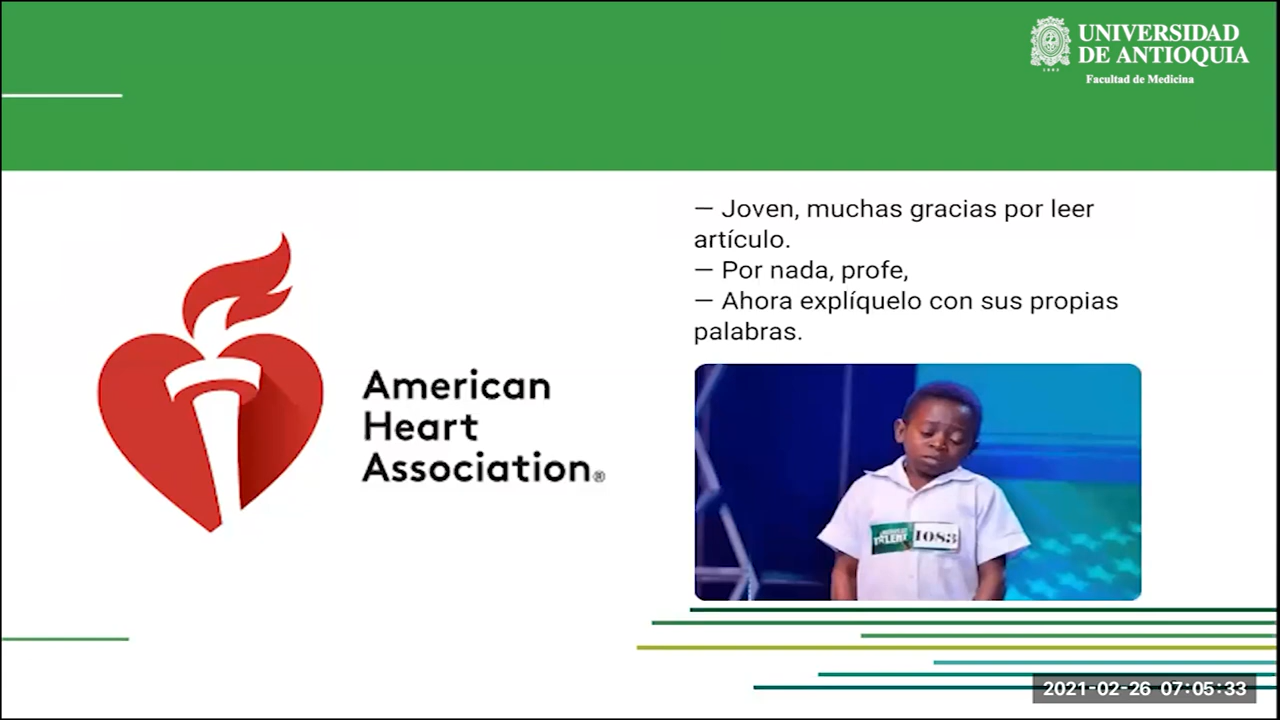 UNIVERSIDAD
DE ANTIOQUIA
1803
Facultad de Medicina
— Joven, muchas gracias por leer
artículo.
— Por nada, profe,
— Ahora explíquelo con sus propias
palabras.
American
Heart
Association®
TALENT 1083
2021-02-26 07:05:33